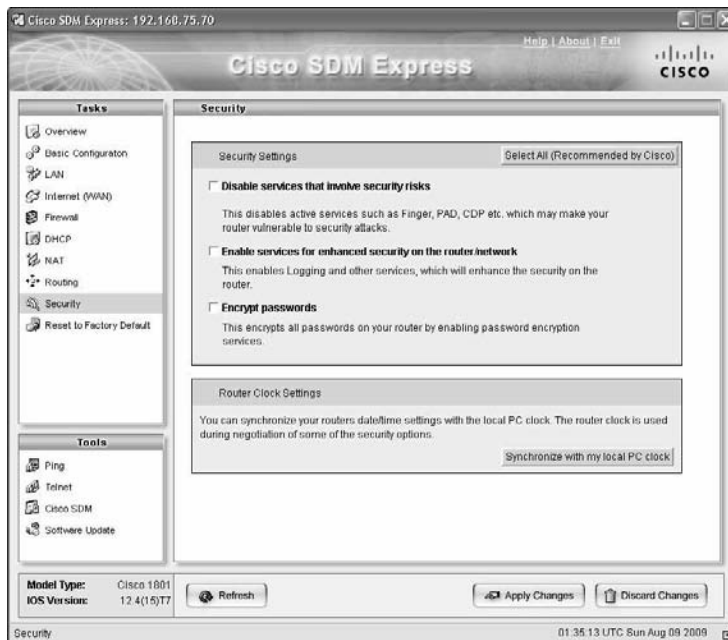 Cisco SDM Express: 192.168.75.70
Help | About | Exit
Cisco SDM Express
CISCO
Tasks
Overview
Basic Configuraton
LAN
Internet (WAN)
Firewall
DHCP
NAT
Routing
Security
Reset to Factory Default
Tools
Ping
Telnet
Cisco SDM
Software Update
Security
Security Settings
Select All (Recommended by Cisco)
Disable services that involve security risks
This disables active services such as Finger, PAD, CDP etc. which may make your
router vulnerable to security attacks.
Enable services for enhanced security on the router/network
This enables Logging and other services, which will enhance the security on the
router.
Encrypt passwords
This encrypts all passwords on your router by enabling password encryption
services.
Router Clock Settings
You can synchronize your routers date/time settings with the local PC clock. The router clock is used
during negotiation of some of the security options.
Synchronize with my local PC clock
Model Type: Cisco 1801
IOS Version: 12.4(15)T7
Refresh
Apply Changes
Discard Changes
Security
01:35:13 UTC Sun Aug 09 2009